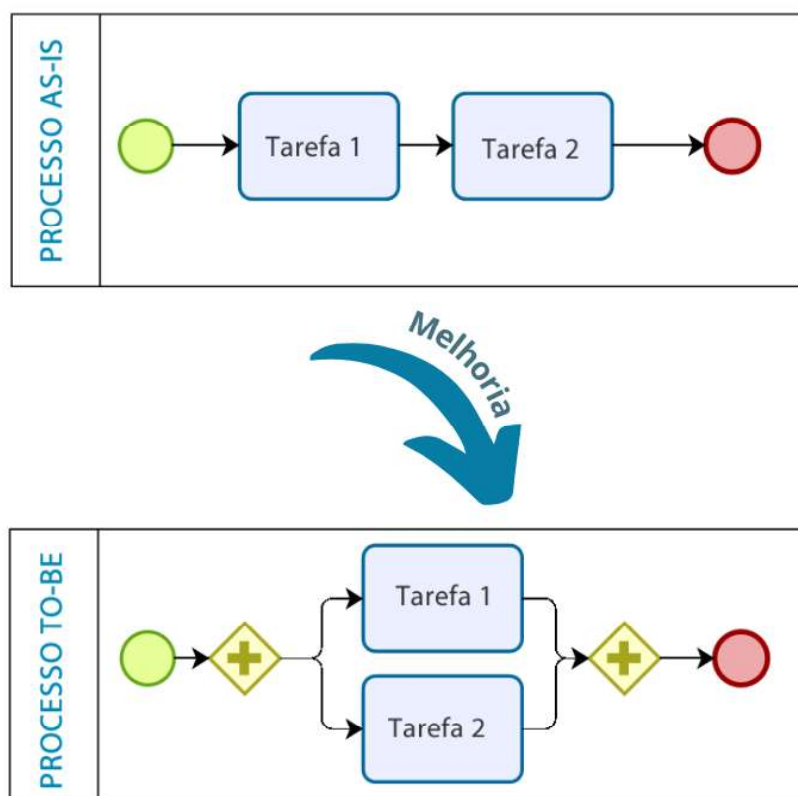 PROCESSO AS-IS
Tarefa 1
Tarefa 2
Melhoria
PROCESSO TO-BE
Tarefa 1
Tarefa 2